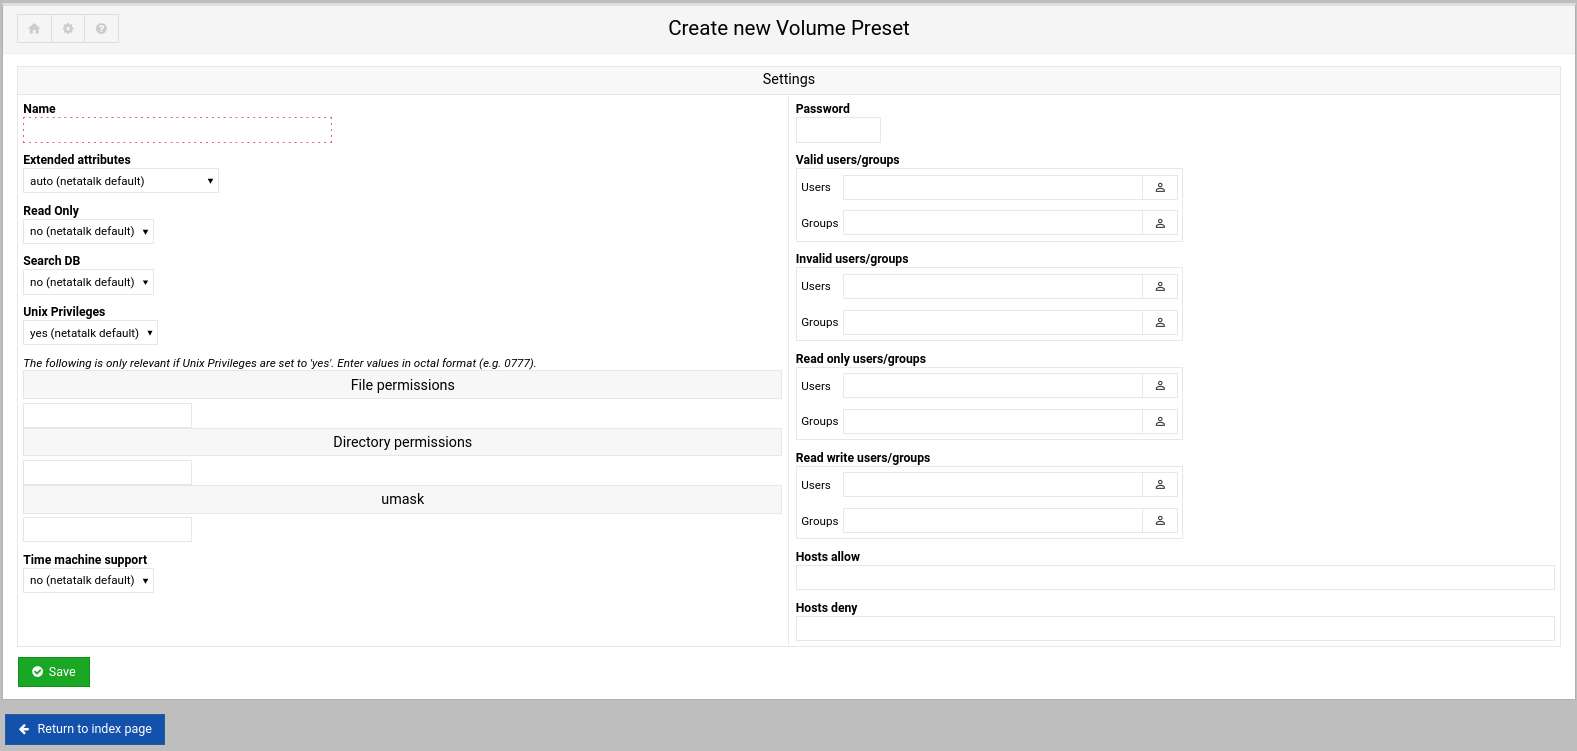 Create new Volume Preset
Settings
Name
Extended attributes
auto (netatalk default)
Read Only
no (netatalk default)
Search DB
no (netatalk default)
Unix Privileges
yes (netatalk default)
The following is only relevant if Unix Privileges are set to 'yes'. Enter values in octal format (e.g. 0777).
File permissions
Directory permissions
umask
Time machine support
no (netatalk default)
Password
Valid users/groups
Users
Groups
Invalid users/groups
Users
Groups
Read only users/groups
Users
Groups
Read write users/groups
Users
Groups
Hosts allow
Hosts deny
Save
Return to index page